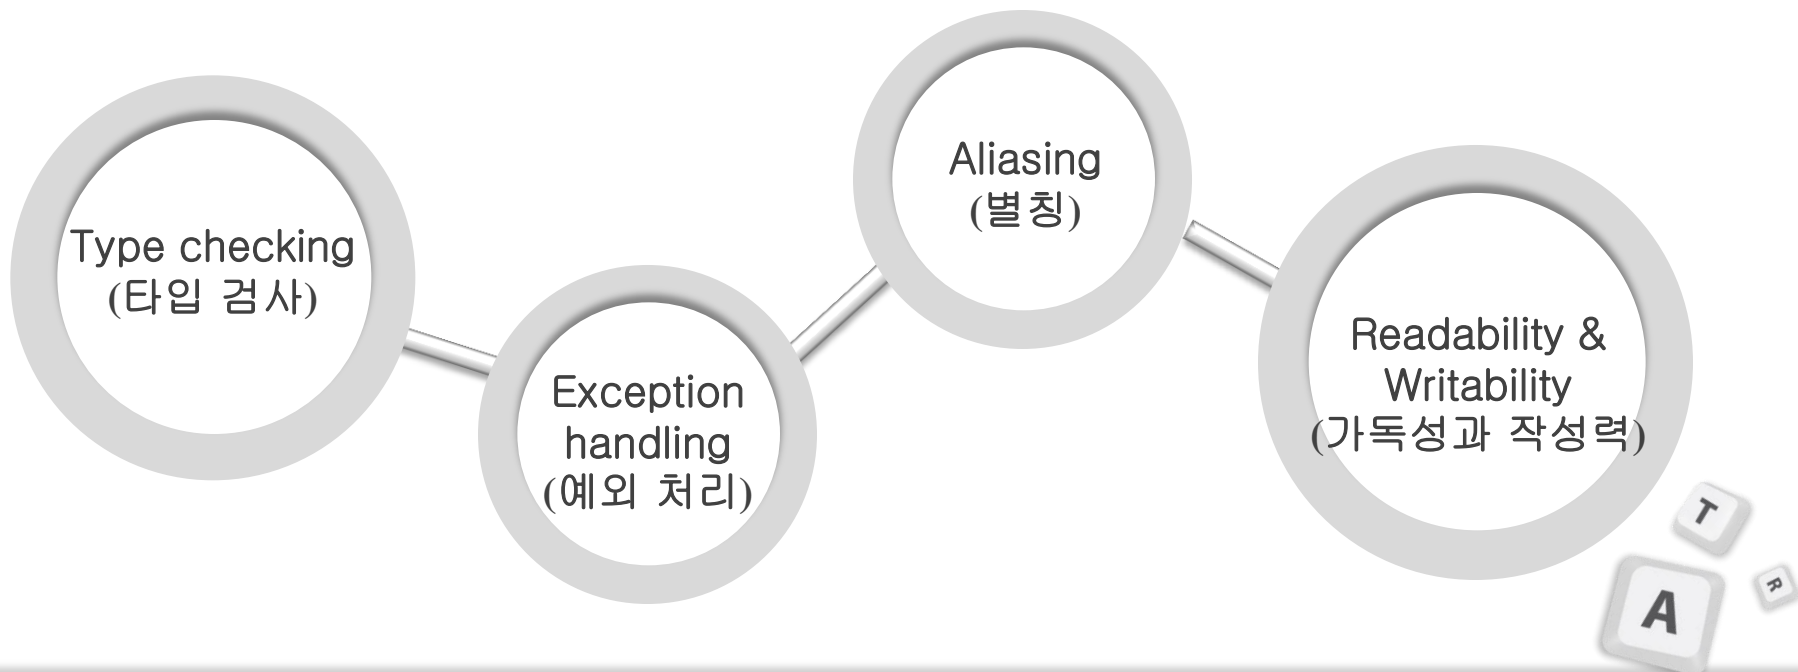 Type checking
(타입 검사)
Exception
handling
(예외 처리)
Aliasing
(별칭)
Readability &
Writability
(가독성과 작성력)
T
A
R